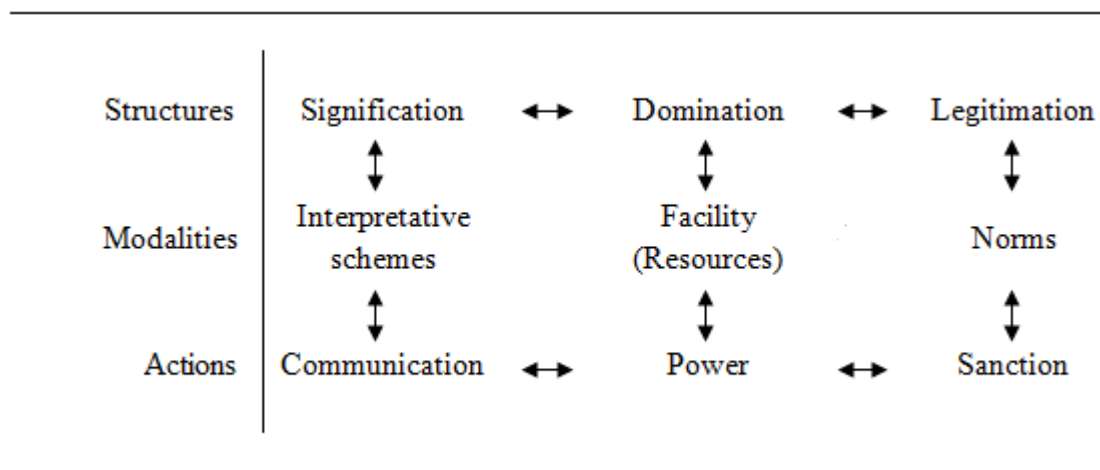 Structures Signification Domination Legitimation
Modalities Interpretative schemes Facility (Resources) Norms
Actions Communication Power Sanction